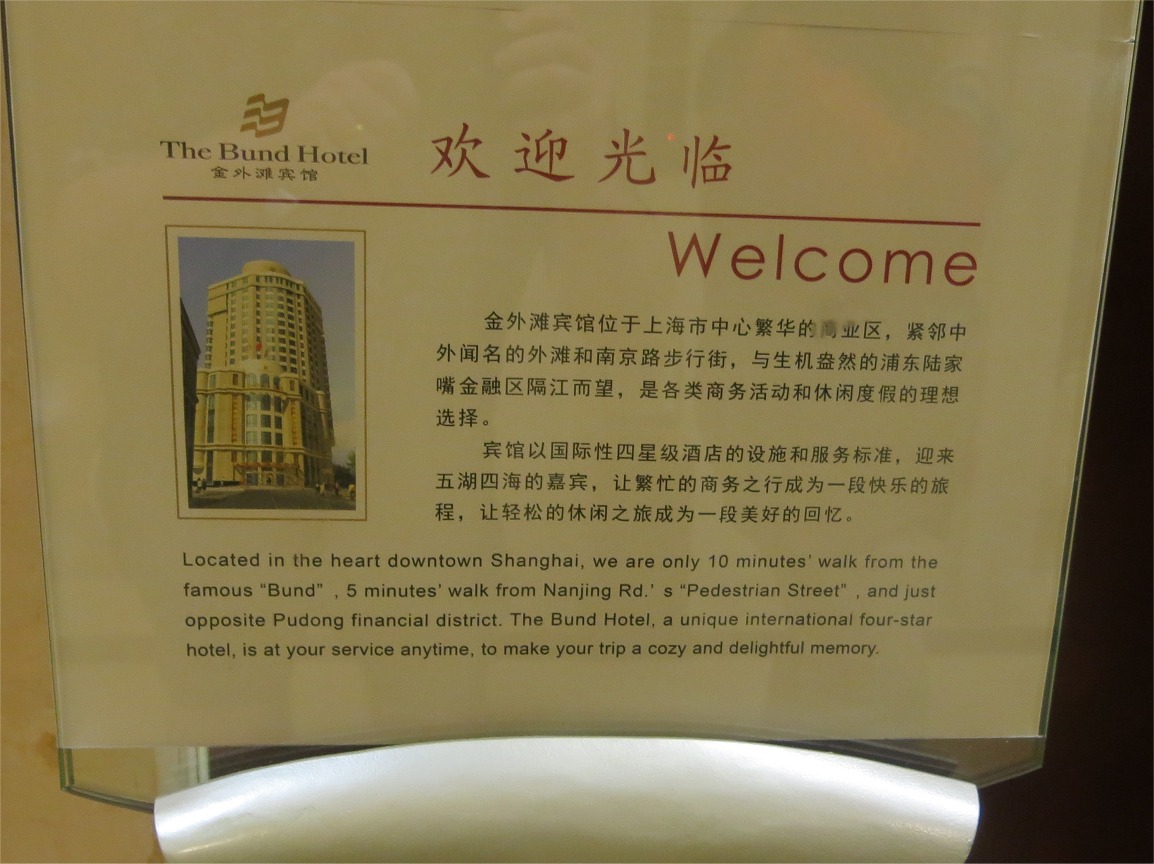 The Bund Hotel
金外滩宾馆
欢迎光临
Welcome
金外滩宾馆位于上海市中心繁华的商业区，紧邻中
外闻名的外滩和南京路步行街，与生机盎然的浦东陆家
嘴金融区隔江而望，是各类商务活动和休闲度假的理想
选择。
宾馆以国际性四星级酒店的设施和服务标准，迎来
五湖四海的嘉宾，让繁忙的商务之行成为一段快乐的旅
程，让轻松的休闲之旅成为一段美好的回忆。
Located in the heart downtown Shanghai, we are only 10 minutes’ walk from the
famous “Bund” , 5 minutes’ walk from Nanjing Rd.’ s “Pedestrian Street” , and just
opposite Pudong financial district. The Bund Hotel, a unique international four-star
hotel, is at your service anytime, to make your trip a cozy and delightful memory.